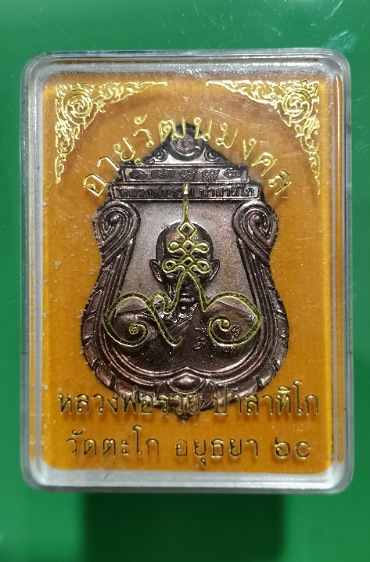 อายุวัฒนมงคล
หลวงพ่อรวย ปาสาทิโก
วัดตะโก อยุธยา ๖๐